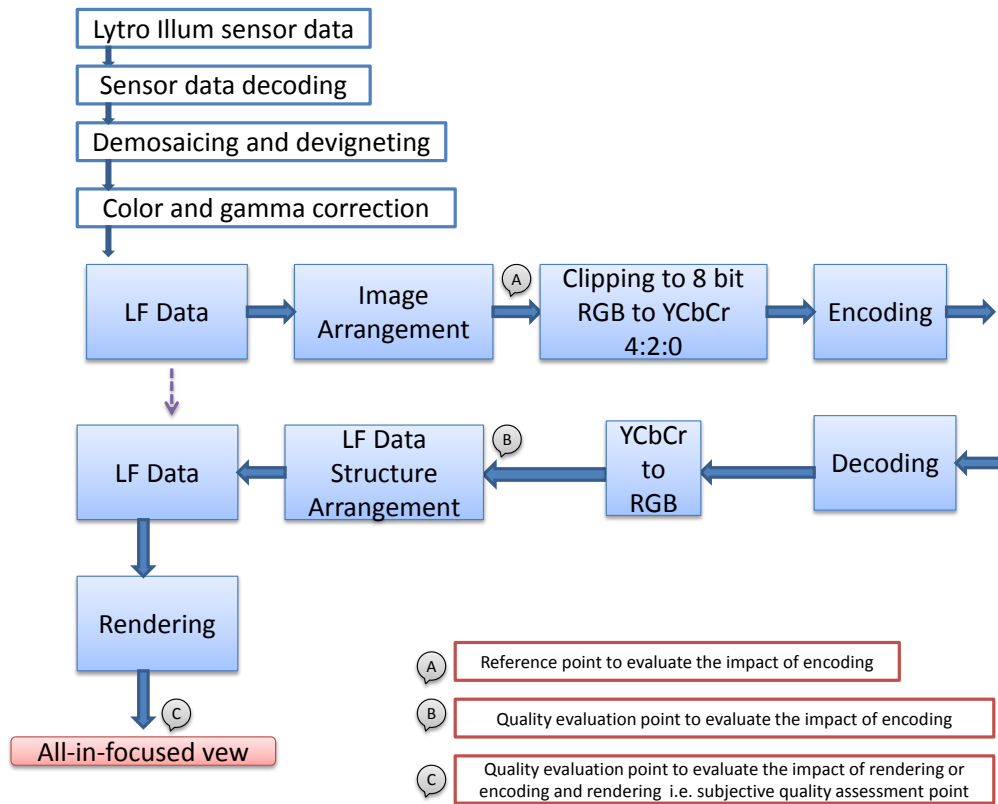 Lytro Illum sensor data
Sensor data decoding
Demosaicing and devigneting
Color and gamma correction
LF Data
Image
Arrangement
A
Clipping to 8 bit
RGB to YCbCr
4:2:0
Encoding
LF Data
LF Data
Structure
Arrangement
B
YCbCr
to
RGB
Decoding
Rendering
C
All-in-focused vew
A
Reference point to evaluate the impact of encoding
B
Quality evaluation point to evaluate the impact of encoding
C
Quality evaluation point to evaluate the impact of rendering or
encoding and rendering i.e. subjective quality assessment point